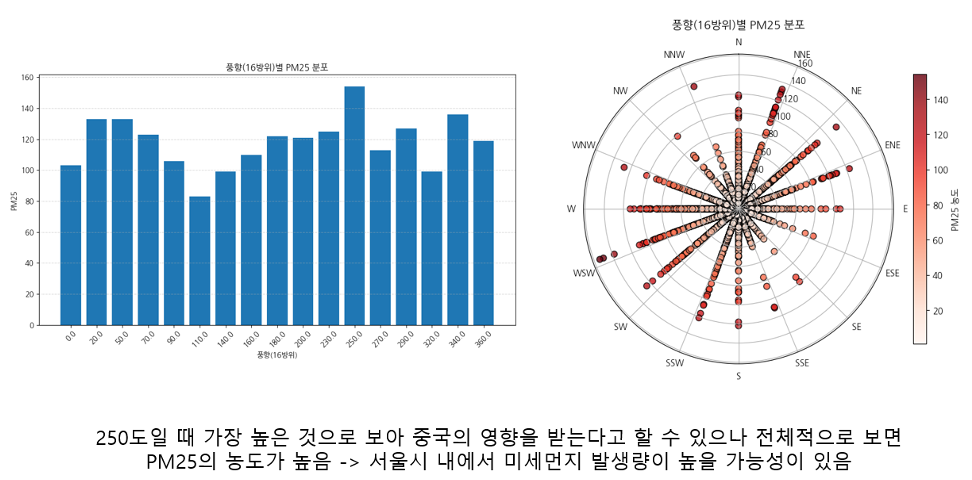 풍향(16방위)별 PM25 분포
160
140
120
100
80
60
40
20
0
PM25
0.0 20.0 50.0 70.0 90.0 110.0 140.0 160.0 180.0 200.0 230.0 250.0 270.0 290.0 320.0 340.0 360.0
풍향(16방위)
풍향(16방위)별 PM25 분포
N
NNE
NE
ENE
E
ESE
SE
SSE
S
SSW
SW
WSW
W
WNW
NW
NNW
160
140
120
100
80
60
40
140
120
100
80
60
40
20
PM25 농도
250도일 때 가장 높은 것으로 보아 중국의 영향을 받는다고 할 수 있으나 전체적으로 보면
PM25의 농도가 높음 -> 서울시 내에서 미세먼지 발생량이 높을 가능성이 있음